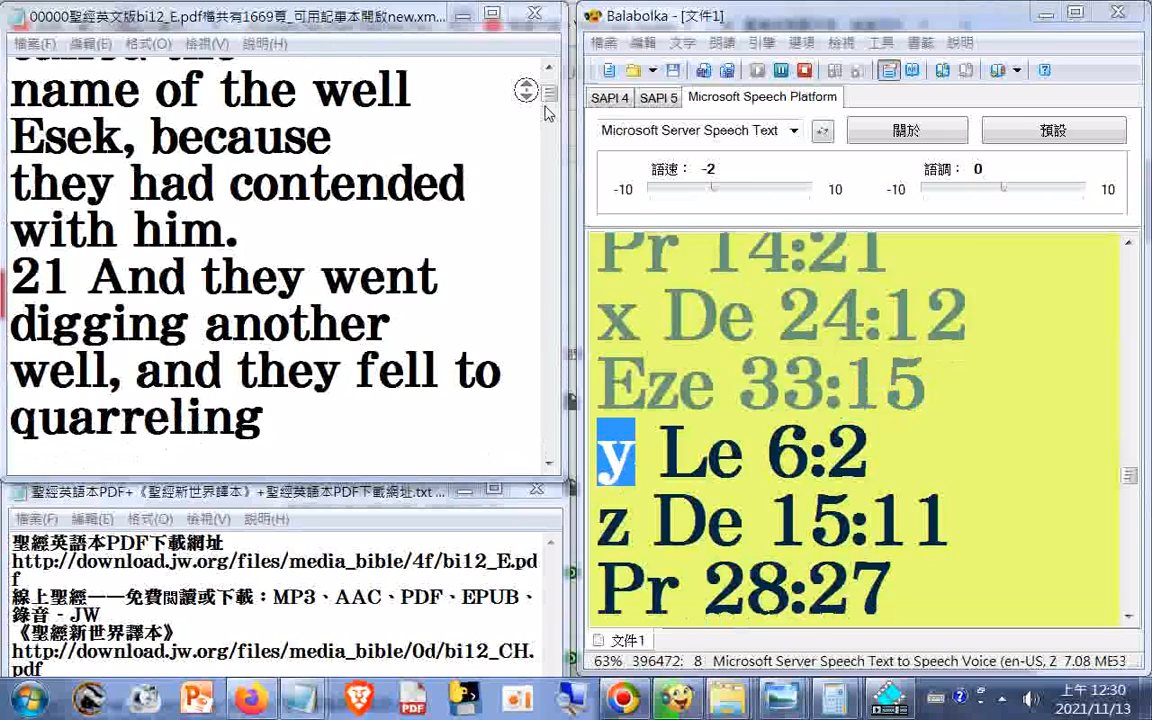 00000聖經英文版bi12_E.pdf檔共有1669頁_可用記事本開啟new.xm...
檔案(F) 編輯(E) 格式(O) 檢視(V) 說明(H)
name of the well
Esek, because
they had contended
with him.
21 And they went
digging another
well, and they fell to
quarreling
聖經英語本PDF+《聖經新世界譯本》+聖經英語本PDF下載網址.txt ...
檔案(F) 編輯(E) 格式(O) 檢視(V) 說明(H)
聖經英語本PDF下載網址
http://download.jw.org/files/media_bible/4f/bi12_E.pd
f
線上聖經——免費閱讀或下載：MP3、AAC、PDF、EPUB、
錄音 - JW
《聖經新世界譯本》
http://download.jw.org/files/media_bible/0d/bi12_CH.
pdf
Balabolka - [文件1]
檔案 編輯 文字 朗讀 引擎 選項 檢視 工具 書籤 說明
SAPI 4 SAPI 5 Microsoft Speech Platform
Microsoft Server Speech Text 關於 預設
語速： -2 語調： 0
-10 10 -10 10
Pr 14:21
x De 24:12
Eze 33:15
y Le 6:2
z De 15:11
Pr 28:27
文件1
63% 396472: 8 Microsoft Server Speech Text to Speech Voice (en-US, Z 7.08 ME53
上午 12:30
2021/11/13